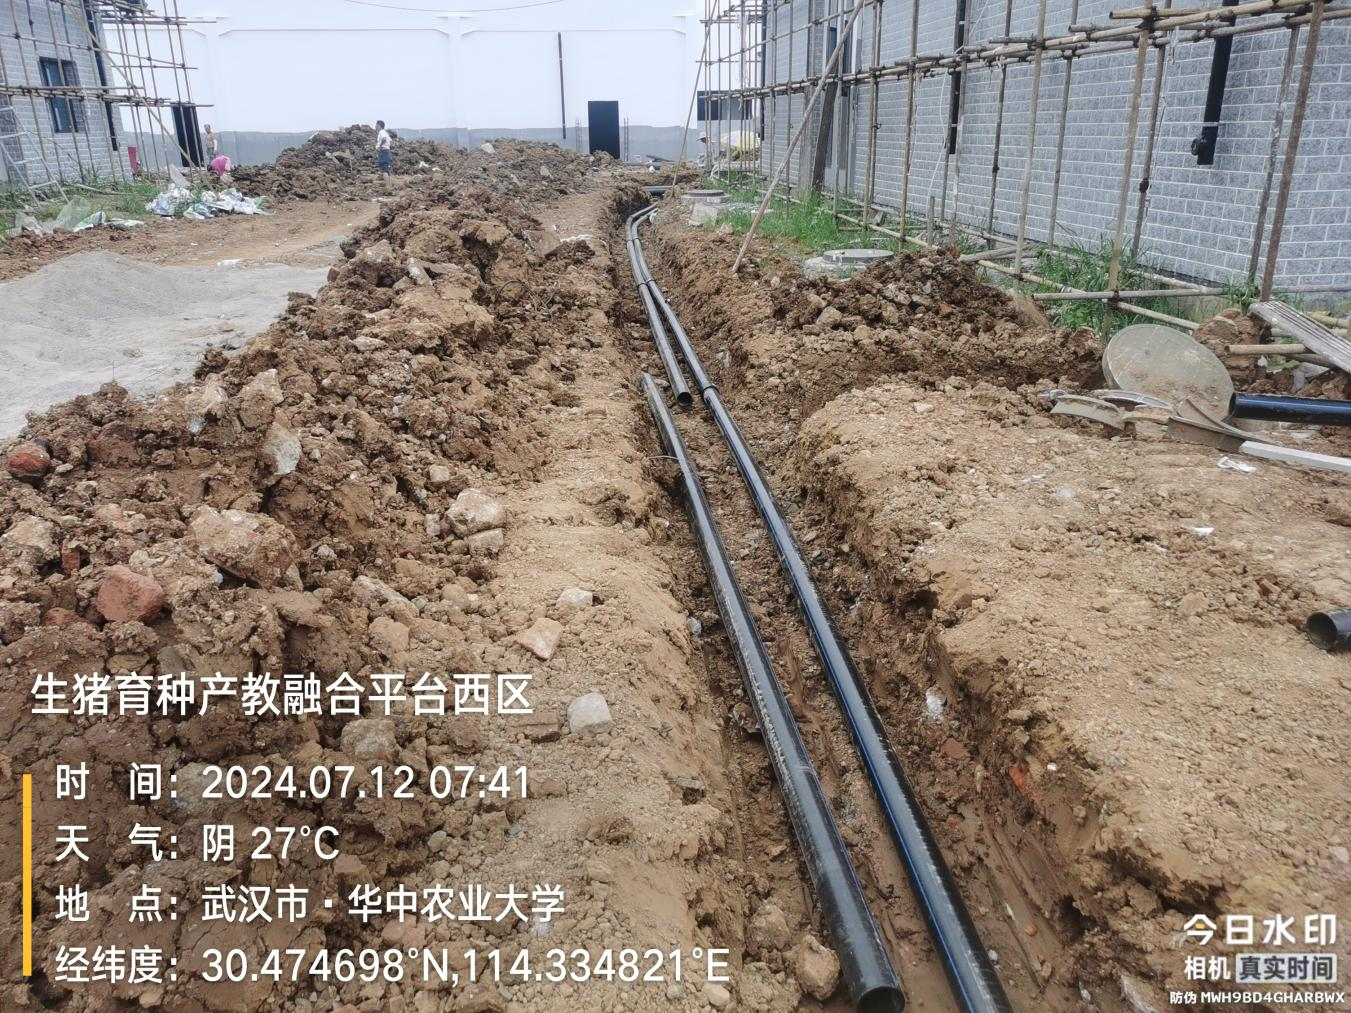 生猪育种产教融合平台西区
时 间：2024.07.12 07:41
天 气：阴 27°C
地 点：武汉市·华中农业大学
经纬度：30.474698°N,114.334821°E
今日水印
相机 真实时间
防伪 MWH9BD4GHARBWX